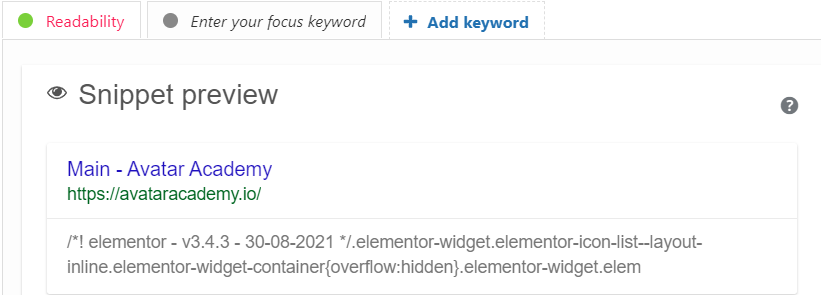 Readability
Enter your focus keyword
+ Add keyword
Snippet preview
?
Main - Avatar Academy
https://avataracademy.io/
/*! elementor - v3.4.3 - 30-08-2021 */.elementor-widget.elementor-icon-list--layout-
inline.elementor-widget-container{overflow:hidden}.elementor-widget.elem